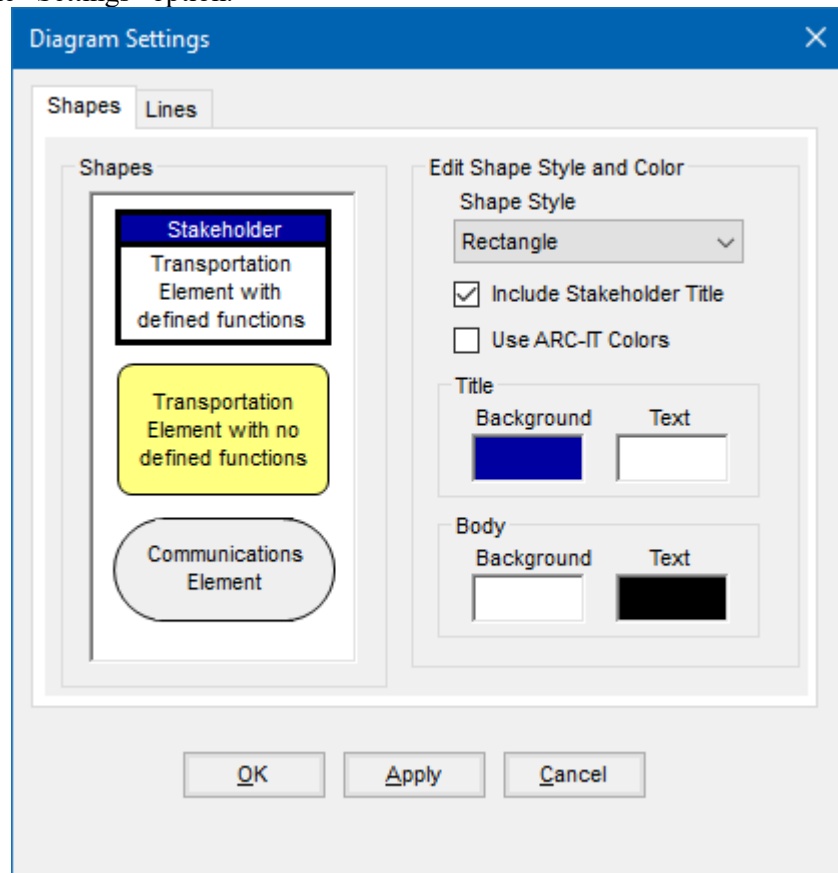 "Settings" option.
Diagram Settings
Shapes
Lines
Shapes
Stakeholder
Transportation
Element with
defined functions
Transportation
Element with no
defined functions
Communications
Element
Edit Shape Style and Color
Shape Style
Rectangle
Include Stakeholder Title
Use ARC-IT Colors
Title
Background
Text
Body
Background
Text
OK
Apply
Cancel